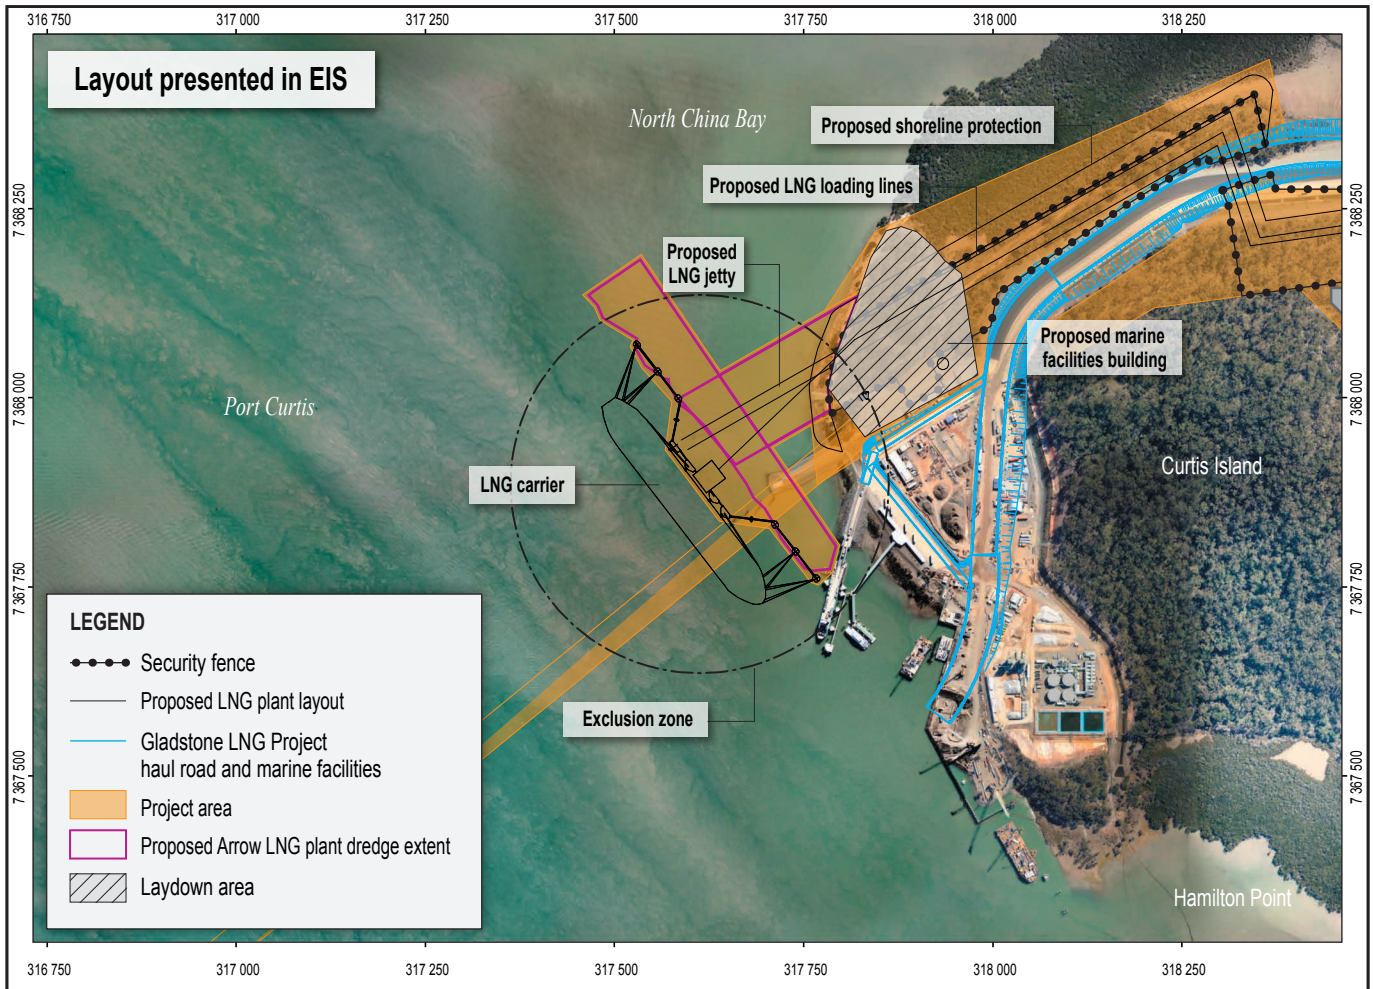 316 750
317 000
317 250
317 500
317 750
318 000
318 250
Layout presented in EIS
North China Bay
Proposed shoreline protection
Proposed LNG loading lines
7 368 250
7 368 250
Proposed
LNG jetty
Proposed marine
facilities building
7 368 000
7 368 000
Port Curtis
Curtis Island
LNG carrier
7 367 750
7 367 750
Exclusion zone
LEGEND
Security fence
Proposed LNG plant layout
Gladstone LNG Project
haul road and marine facilities
Project area
Proposed Arrow LNG plant dredge extent
Laydown area
7 367 500
7 367 500
Hamilton Point
316 750
317 000
317 250
317 500
317 750
318 000
318 250